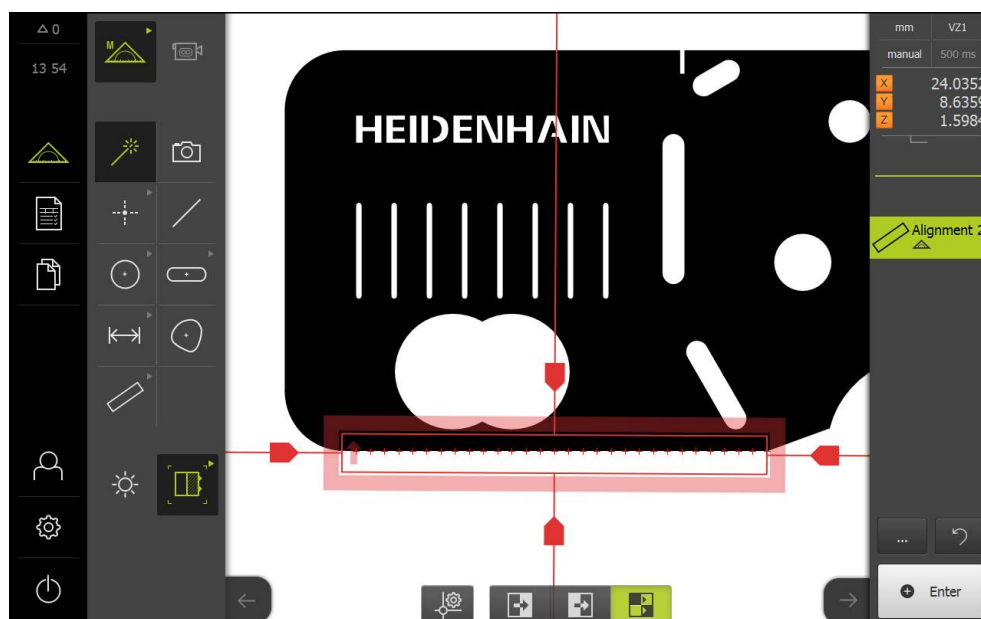 0
13 54
M
HEIDENHAIN
mm VZ1
manual 500 ms
X 24.0352
Y 8.6359
Z 1.5984
Alignment 2
...
Enter